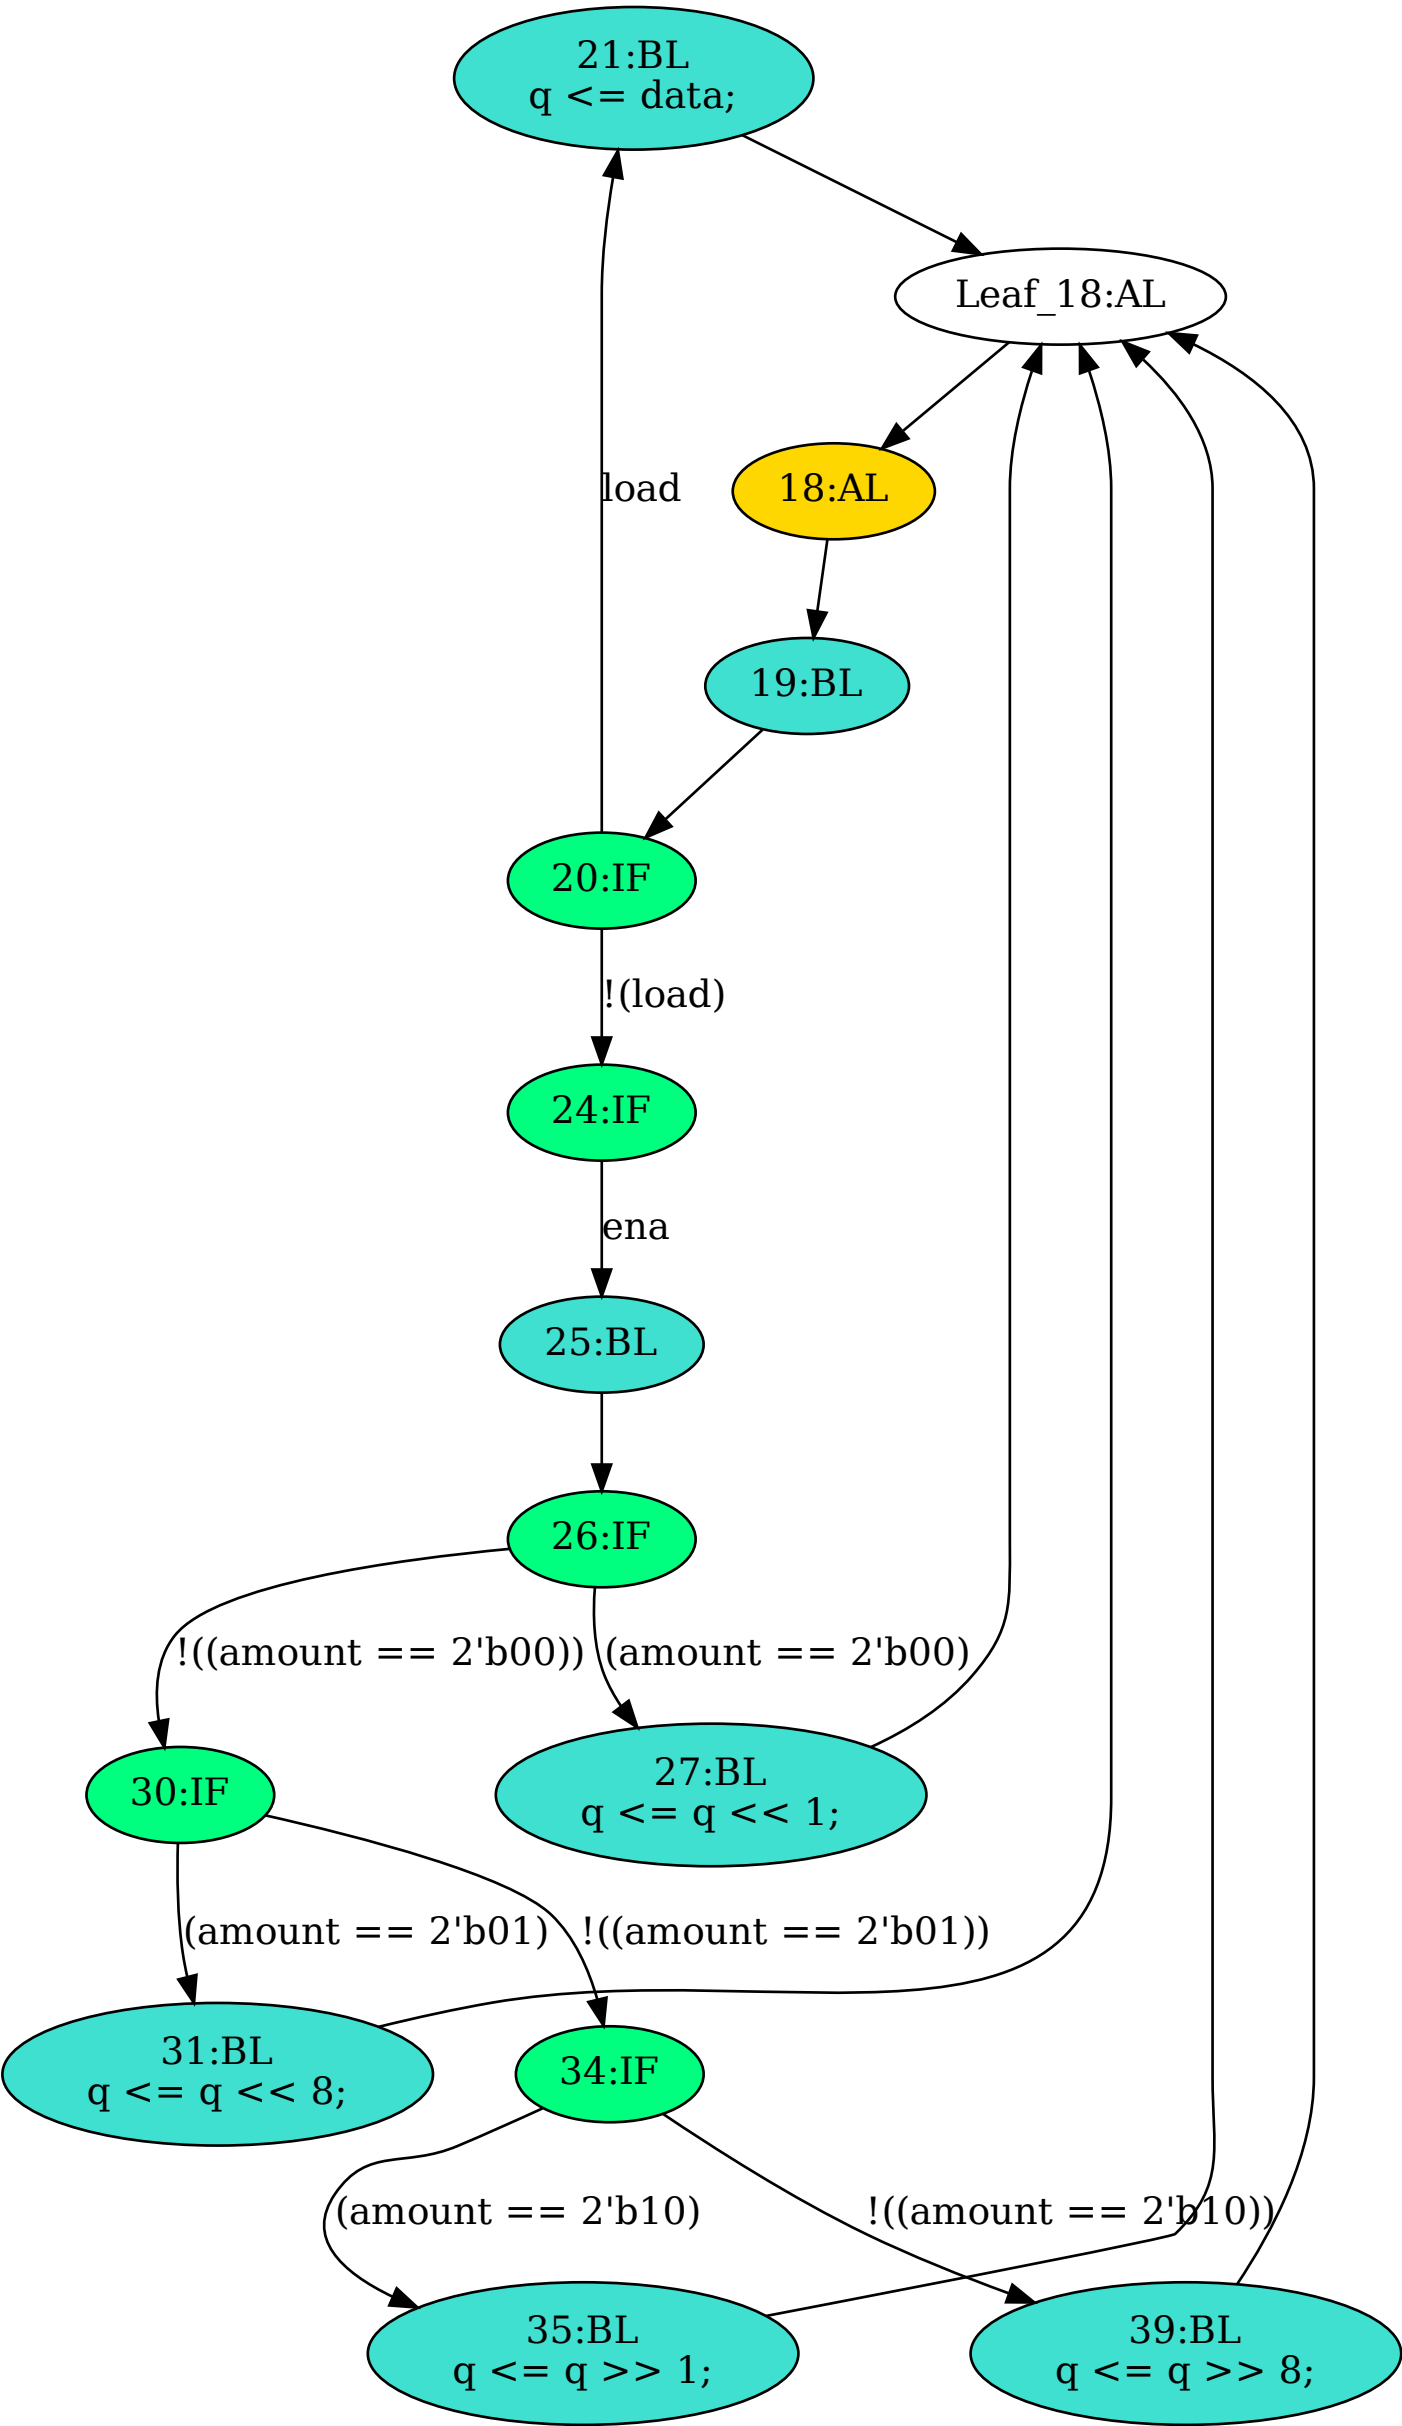 21:BL
q <= data;
Leaf_18:AL
load
18:AL
19:BL
20:IF
!(load)
24:IF
ena
25:BL
26:IF
!((amount == 2'b00))
(amount == 2'b00)
30:IF
27:BL
q <= q << 1;
(amount == 2'b01)
!((amount == 2'b01))
31:BL
q <= q << 8;
34:IF
(amount == 2'b10)
!((amount == 2'b10))
35:BL
q <= q >> 1;
39:BL
q <= q >> 8;